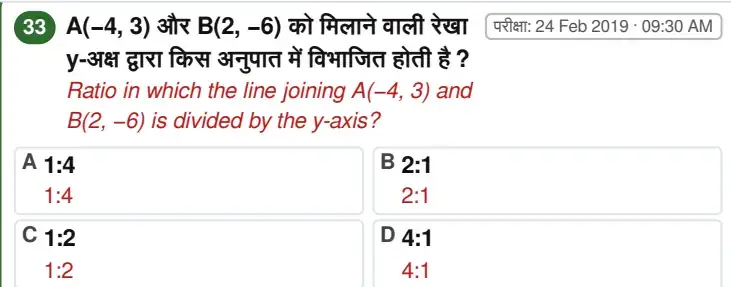 33 A(−4, 3) और B(2, −6) को मिलाने वाली रेखा
परीक्षा: 24 Feb 2019 · 09:30 AM
y-अक्ष द्वारा किस अनुपात में विभाजित होती है ?
Ratio in which the line joining A(−4, 3) and
B(2, −6) is divided by the y-axis?
A 1:4
1:4
B 2:1
2:1
C 1:2
1:2
D 4:1
4:1